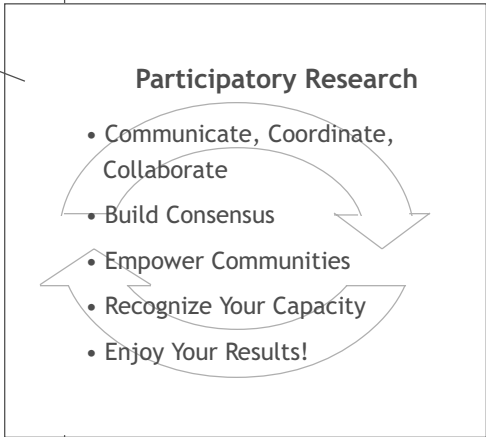 Participatory Research
• Communicate, Coordinate,
Collaborate
• Build Consensus
• Empower Communities
• Recognize Your Capacity
• Enjoy Your Results!